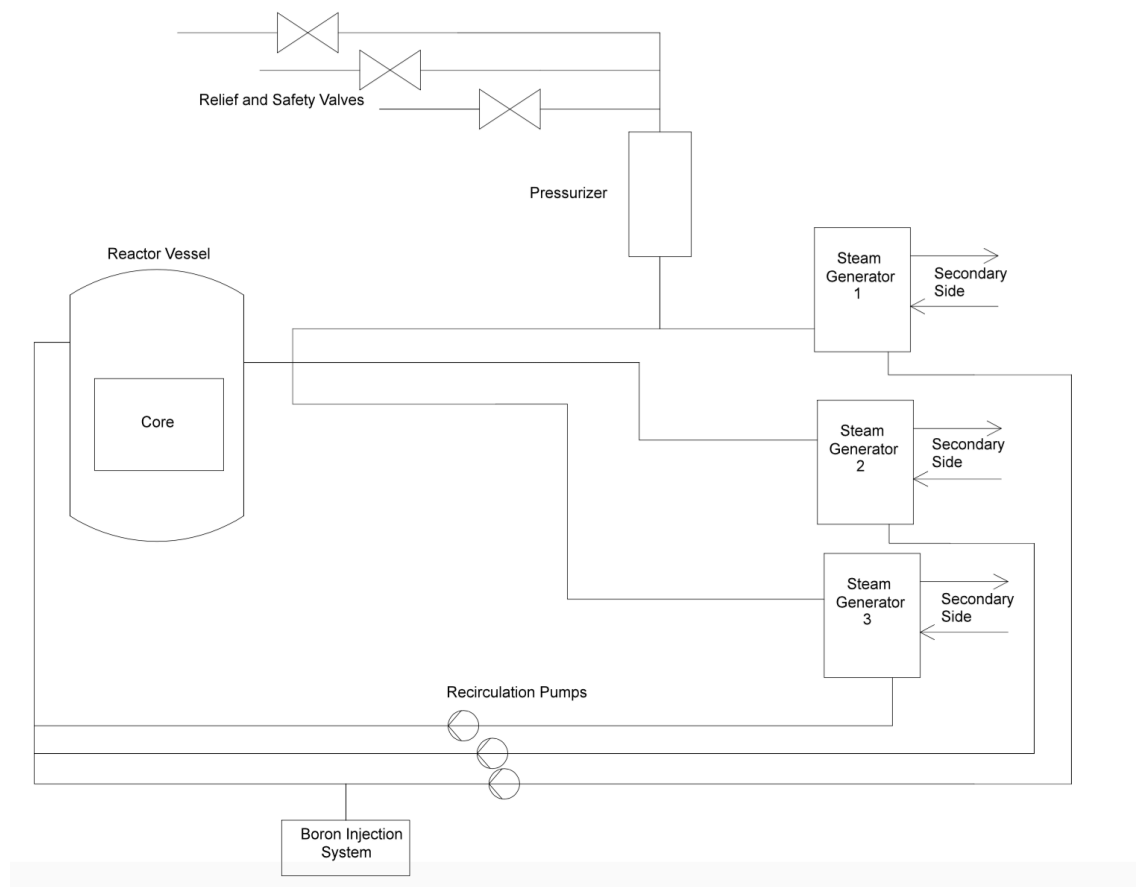 Relief and Safety Valves
Pressurizer
Reactor Vessel
Core
Steam
Generator
1
Secondary
Side
Steam
Generator
2
Secondary
Side
Steam
Generator
3
Secondary
Side
Recirculation Pumps
Boron Injection
System